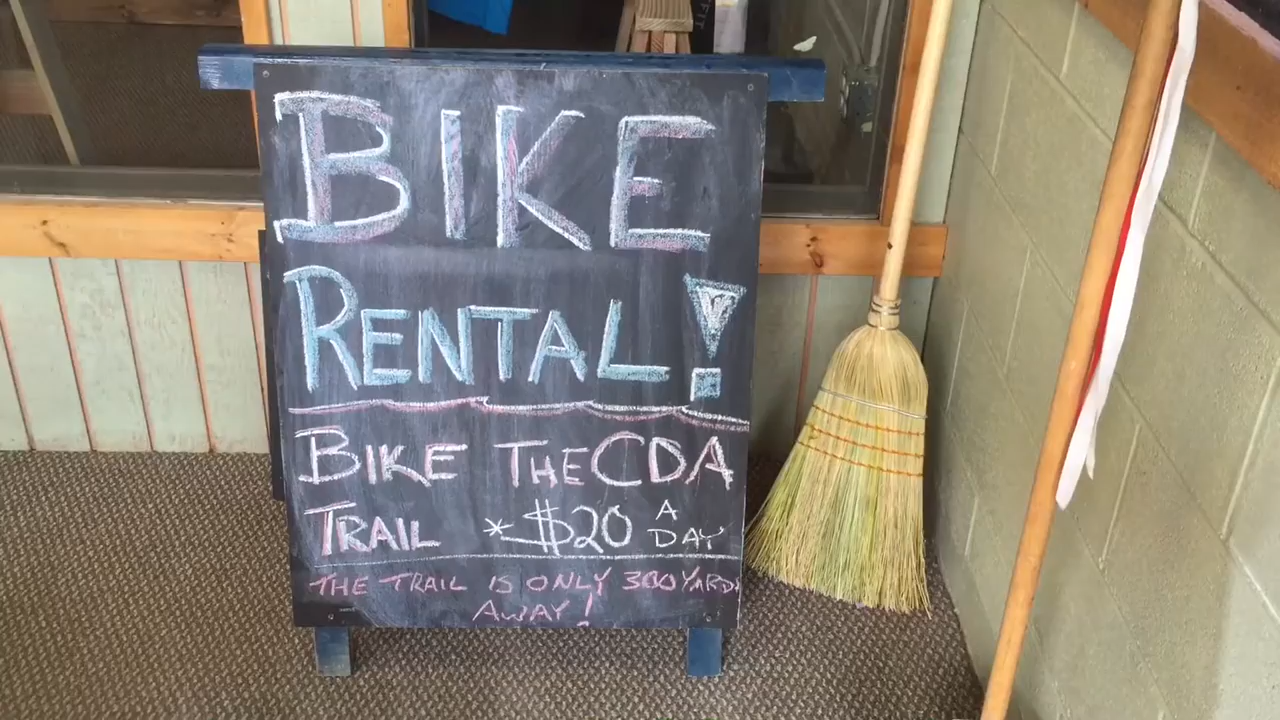 BIKE
RENTAL!
BIKE THE CDA
TRAIL *$20 A DAY
THE TRAIL IS ONLY 300 YARDS
AWAY!